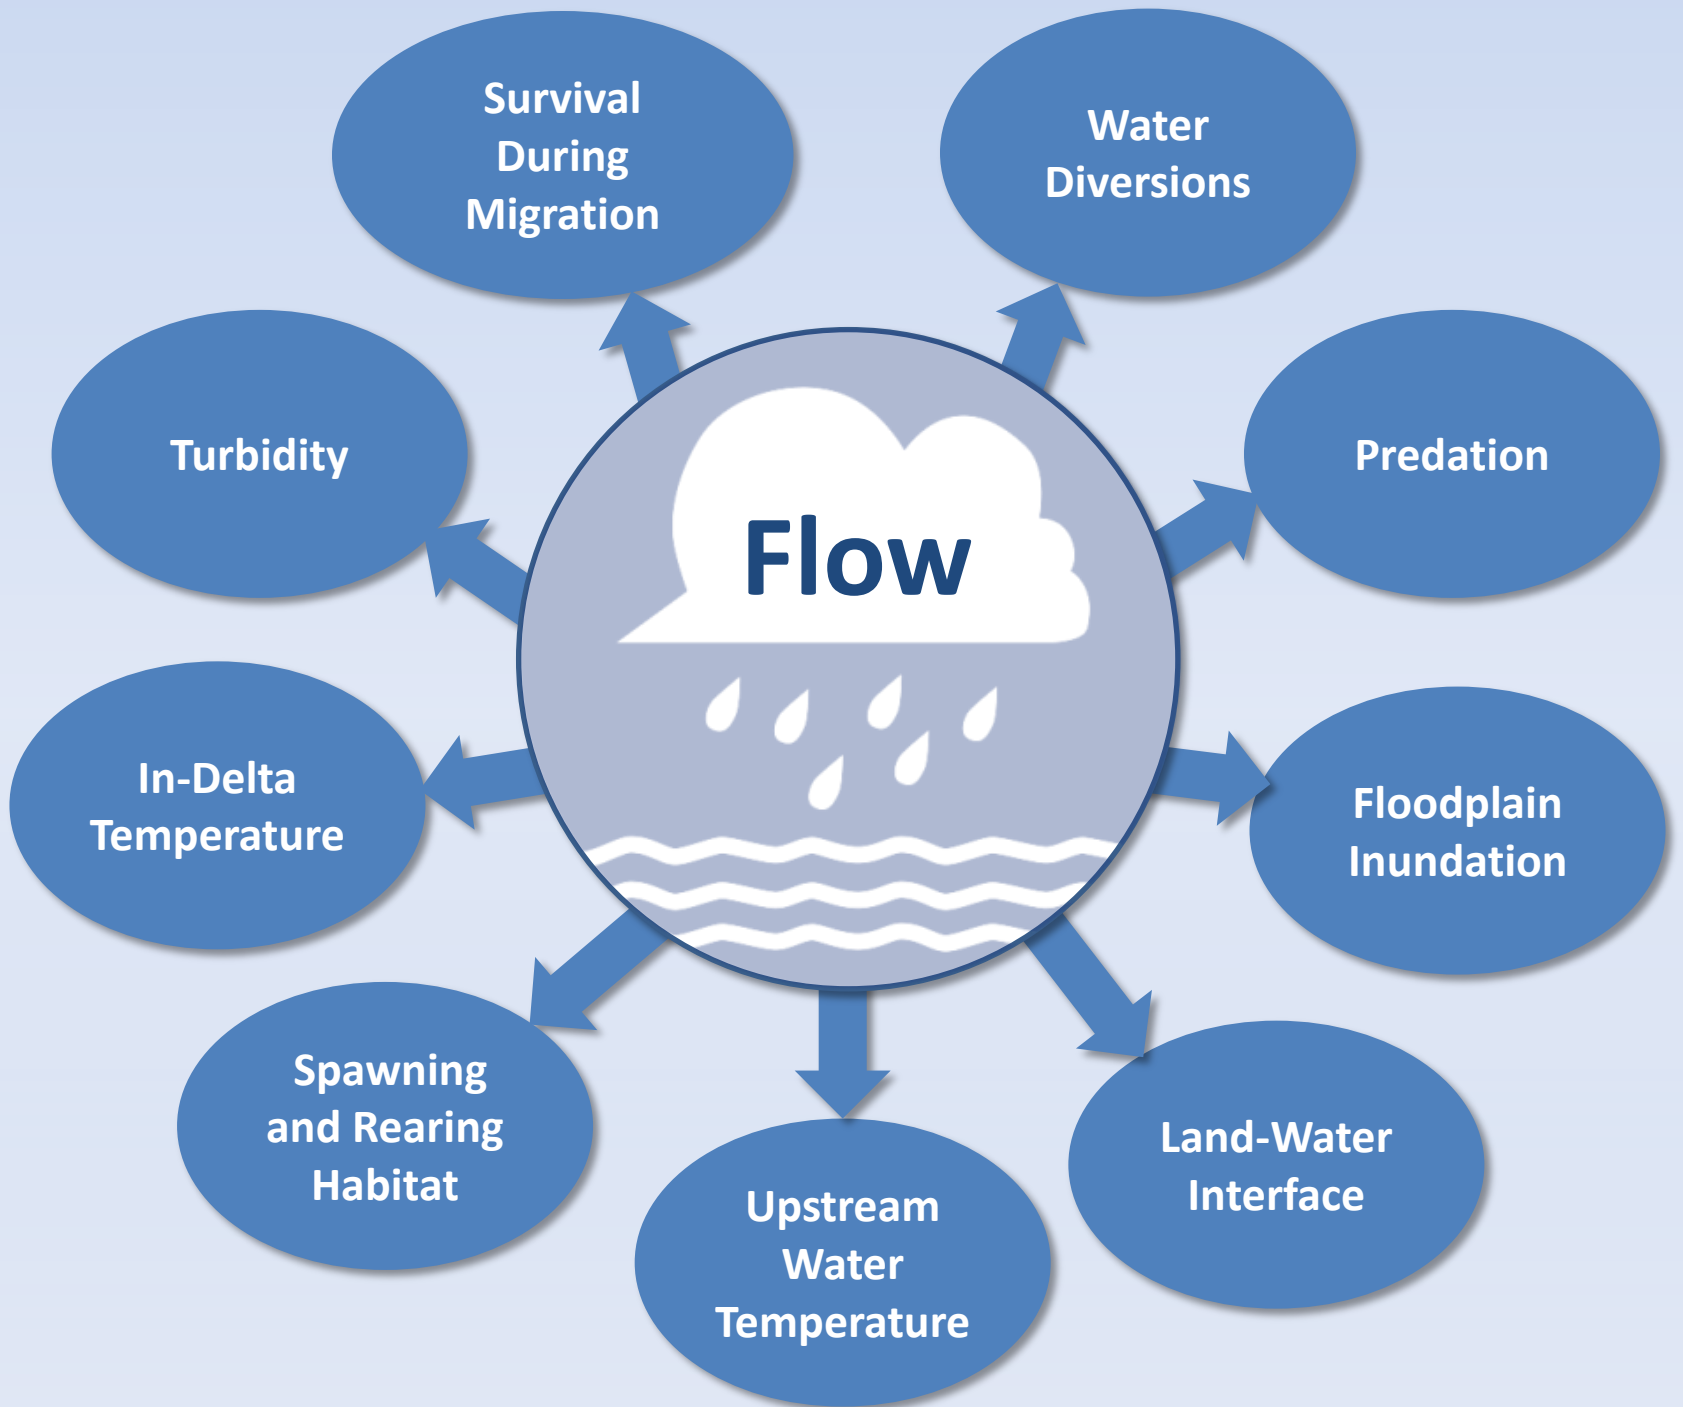 Survival
During
Migration
Water
Diversions
Turbidity
Predation
Flow
In-Delta
Temperature
Floodplain
Inundation
Spawning
and Rearing
Habitat
Upstream
Water
Temperature
Land-Water
Interface